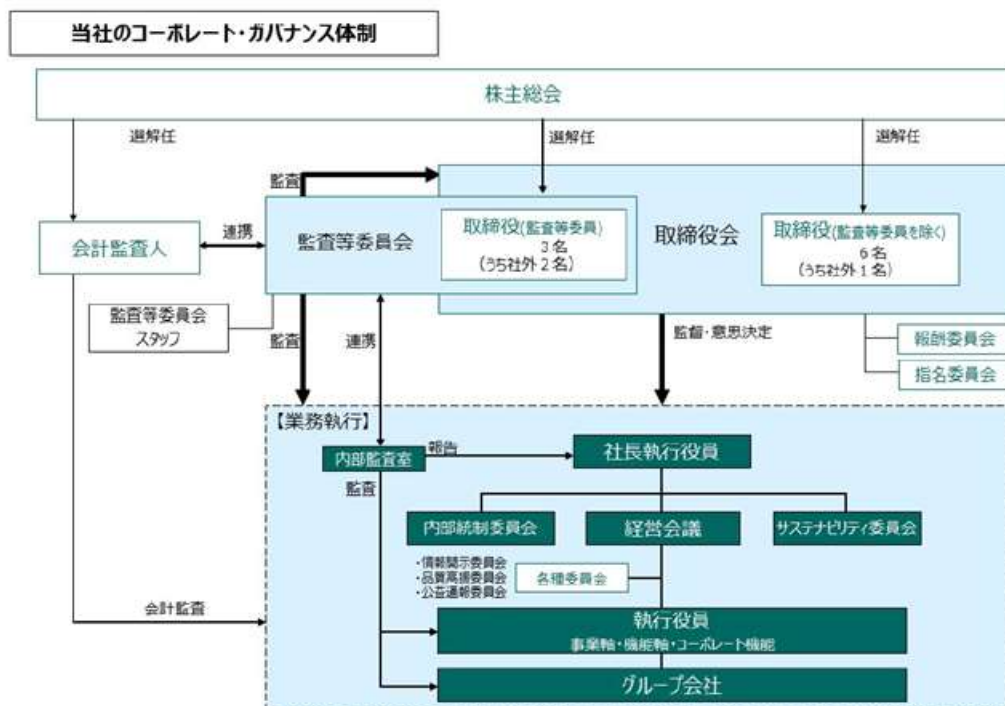 当社のコーポレート・ガバナンス体制
株主総会
選解任
選解任
選解任
監査
会計監査人
連携
監査等委員会
取締役(監査等委員)
3名
(うち社外2名)
取締役会
取締役(監査等委員を除く)
6名
(うち社外1名)
監査等委員会
スタッフ
監査
連携
監督・意思決定
報酬委員会
指名委員会
【業務執行】
内部監査室
報告
社長執行役員
監査
内部統制委員会
経営会議
サステナビリティ委員会
・情報開示委員会
・品質高揚委員会
・公益通報委員会
各種委員会
会計監査
執行役員
事業軸・機能軸・コーポレート機能
グループ会社